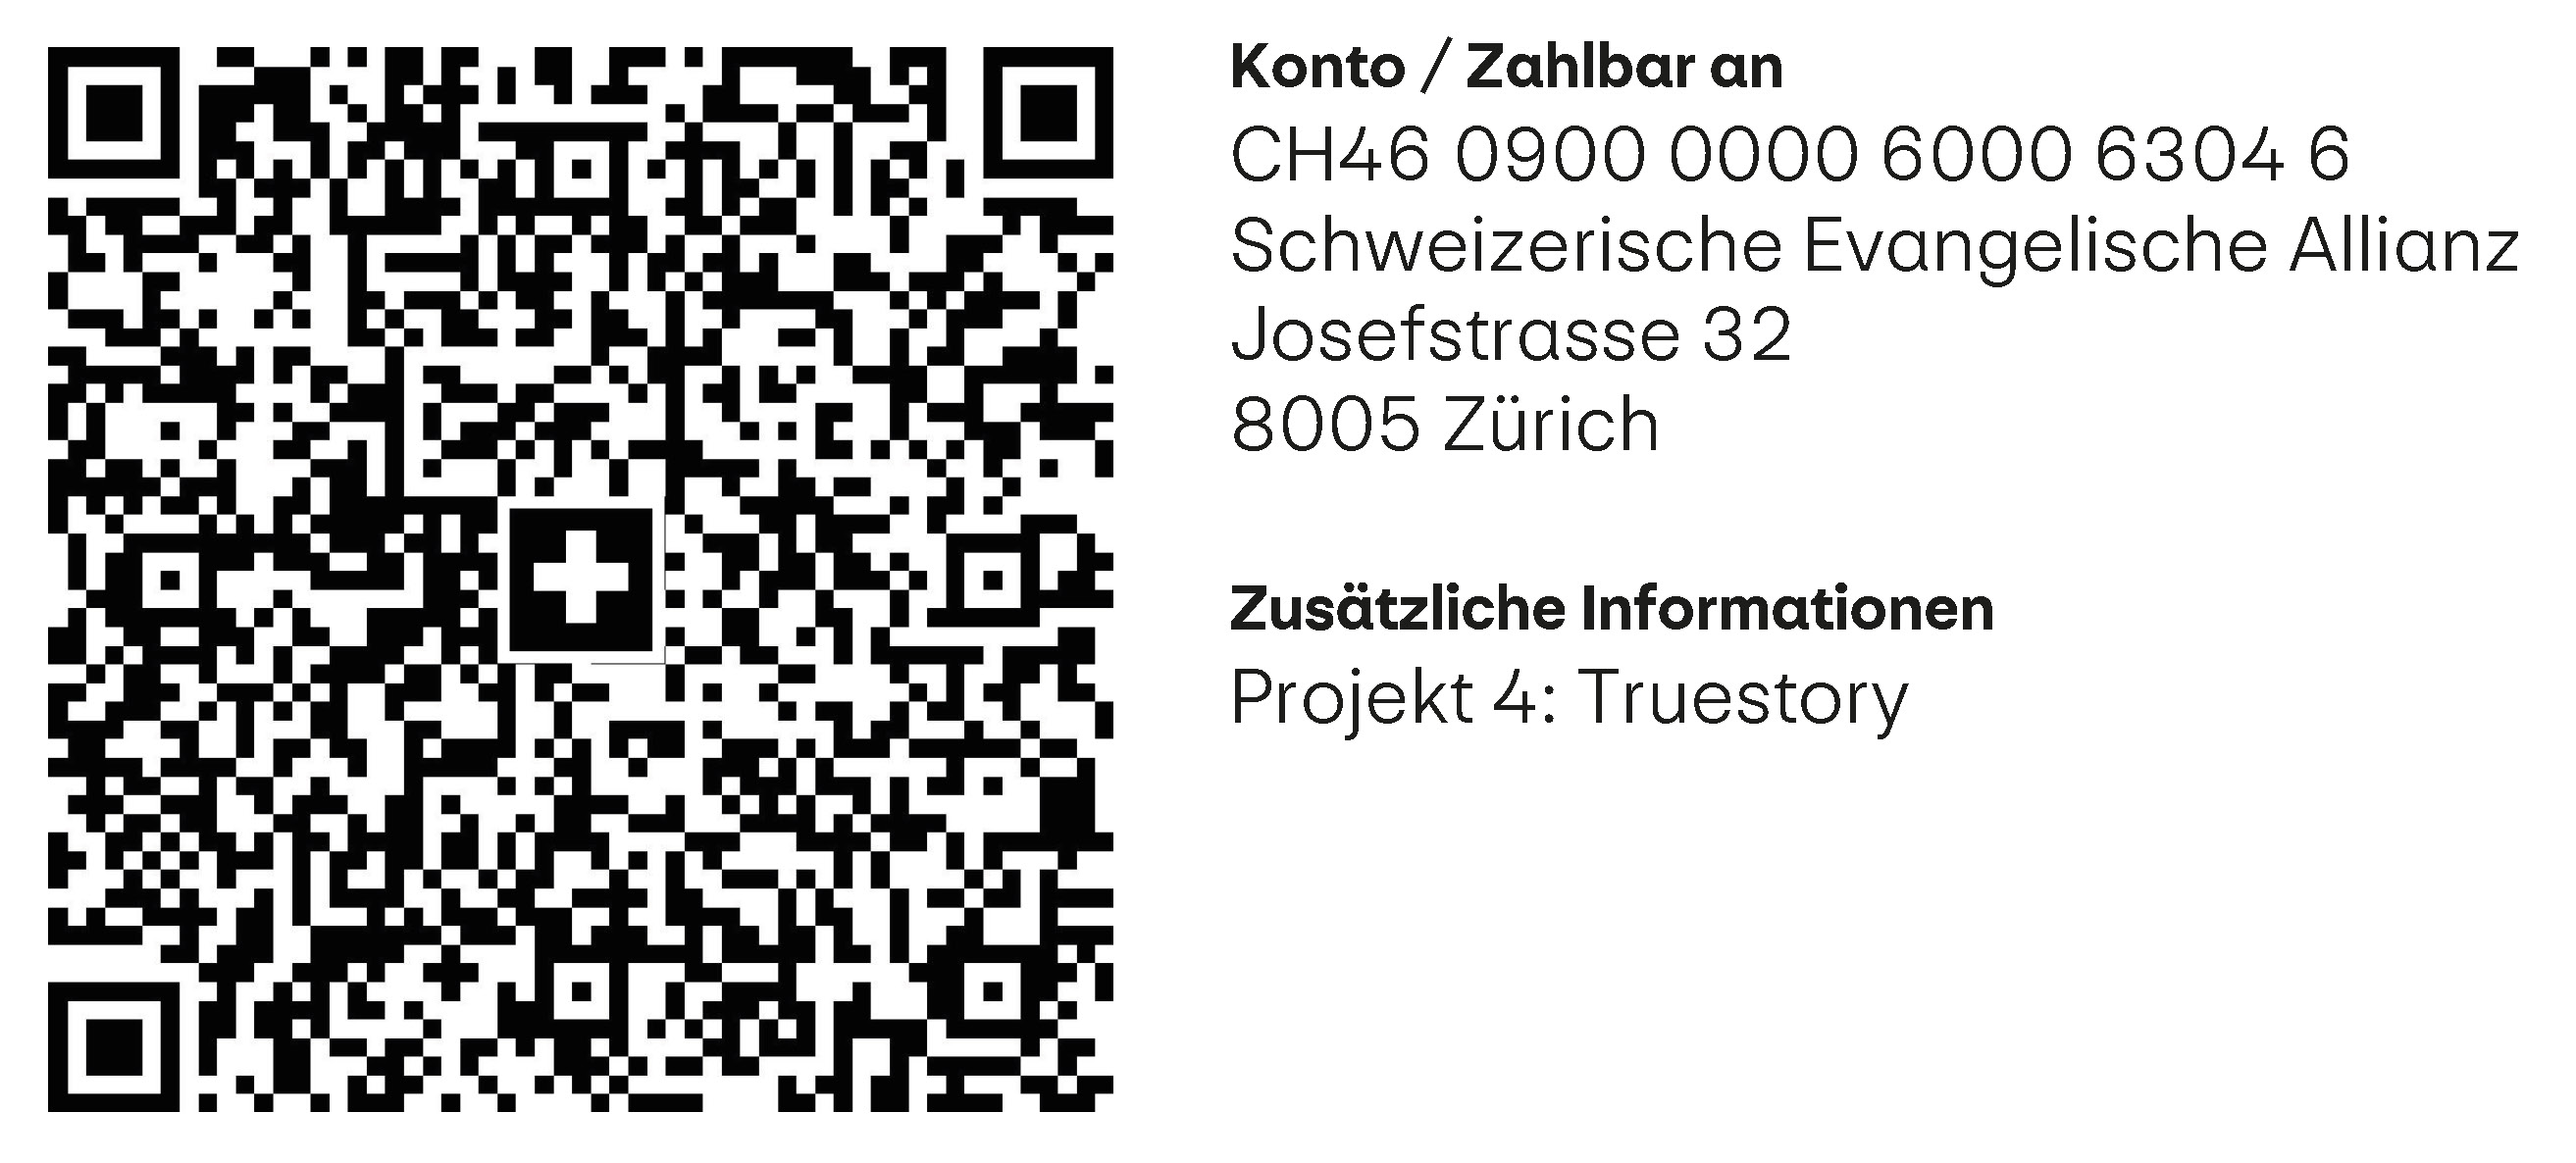 Konto / Zahlbar an
CH46 0900 0000 6000 6304 6
Schweizerische Evangelische Allianz
Josefstrasse 32
8005 Zürich
Zusätzliche Informationen
Projekt 4: Truestory